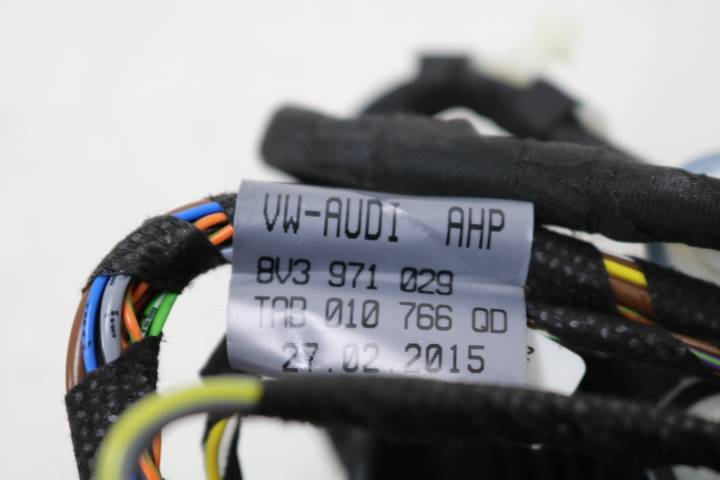 VW-AUDI AHP
8V3 971 029
TAB 010 766 QD
27.02.2015